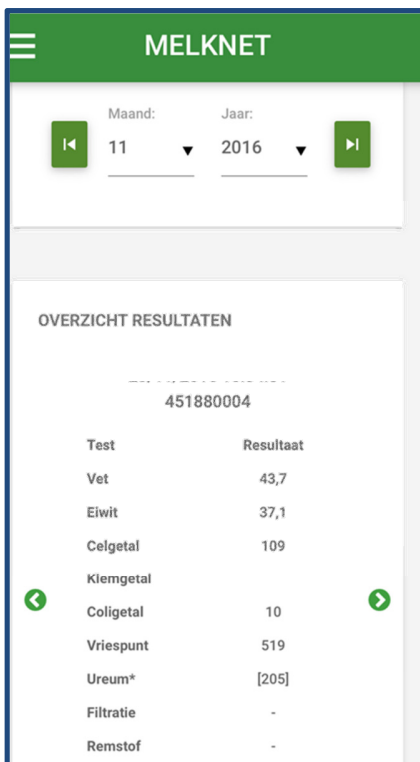 MELKNET
Maand: Jaar:
11 2016
OVERZICHT RESULTATEN
451880004
Test Resultaat
Vet 43,7
Eiwit 37,1
Celgetal 109
Kiemgetal
Coligetal 10
Vriespunt 519
Ureum* [205]
Filtratie -
Remstof -